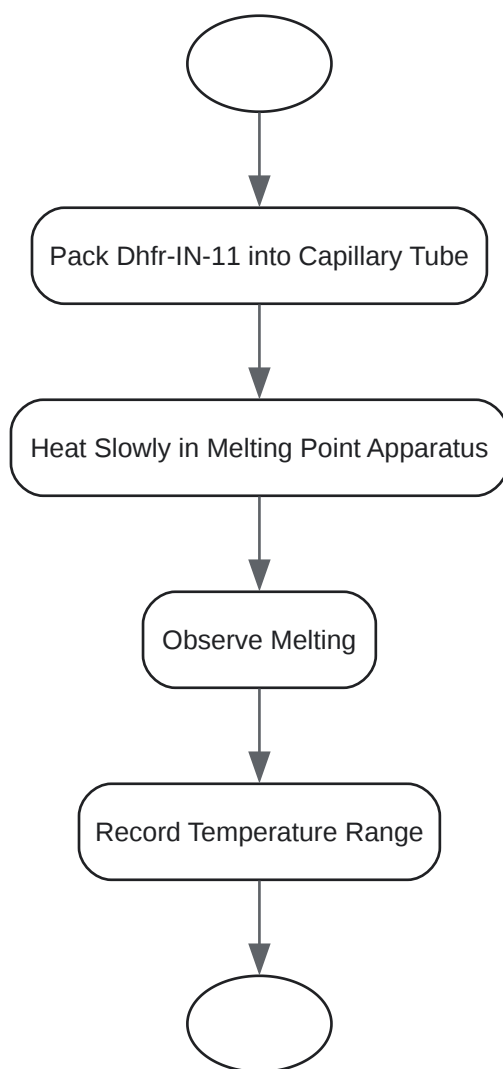 Pack Dhfr-IN-11 into Capillary Tube
Heat Slowly in Melting Point Apparatus
Observe Melting
Record Temperature Range